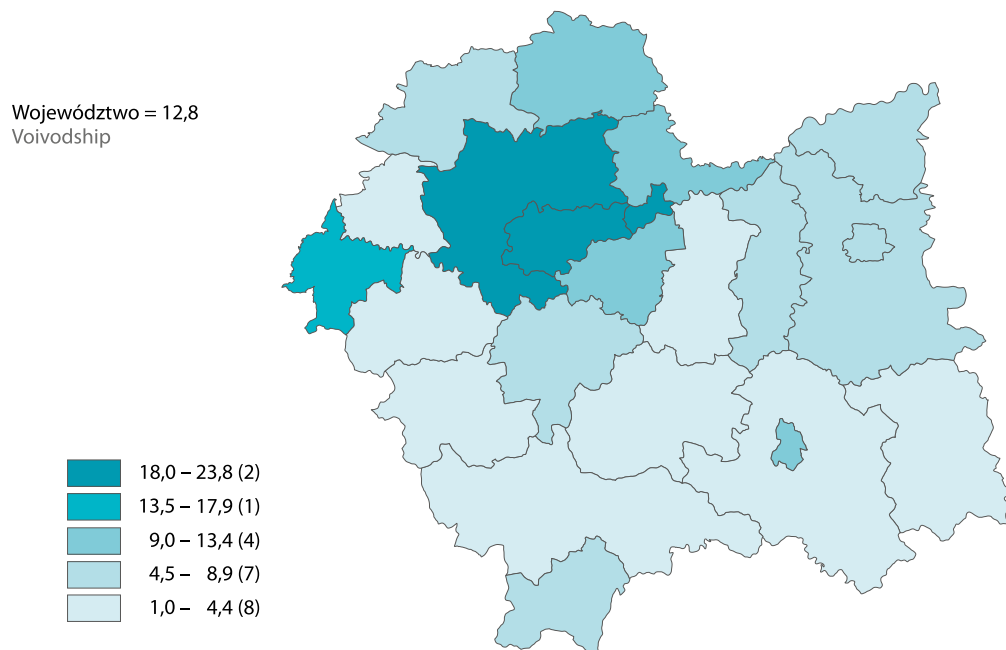 Województwo = 12,8
Voivodship
18,0 – 23,8 (2)
13,5 – 17,9 (1)
9,0 – 13,4 (4)
4,5 – 8,9 (7)
1,0 – 4,4 (8)